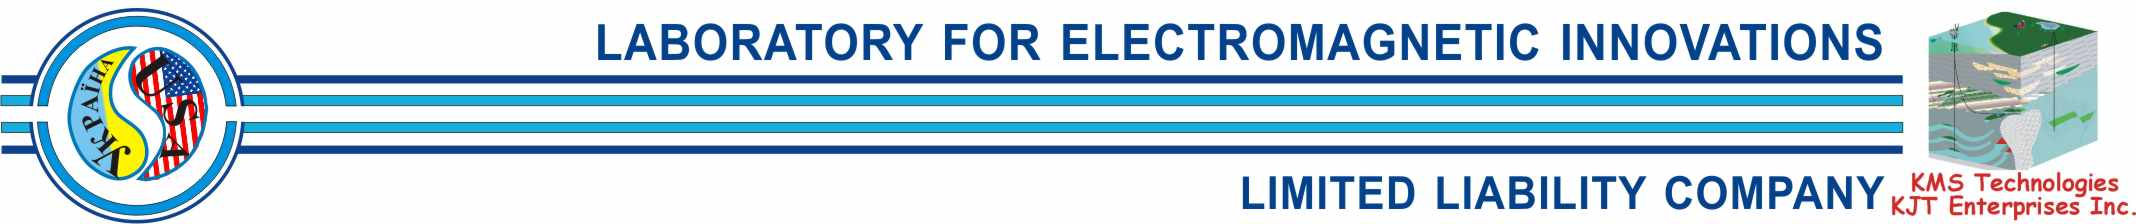 LABORATORY FOR ELECTROMAGNETIC INNOVATIONS
УКРАЇНА
USA
LIMITED LIABILITY COMPANY
KMS Technologies
KJT Enterprises Inc.